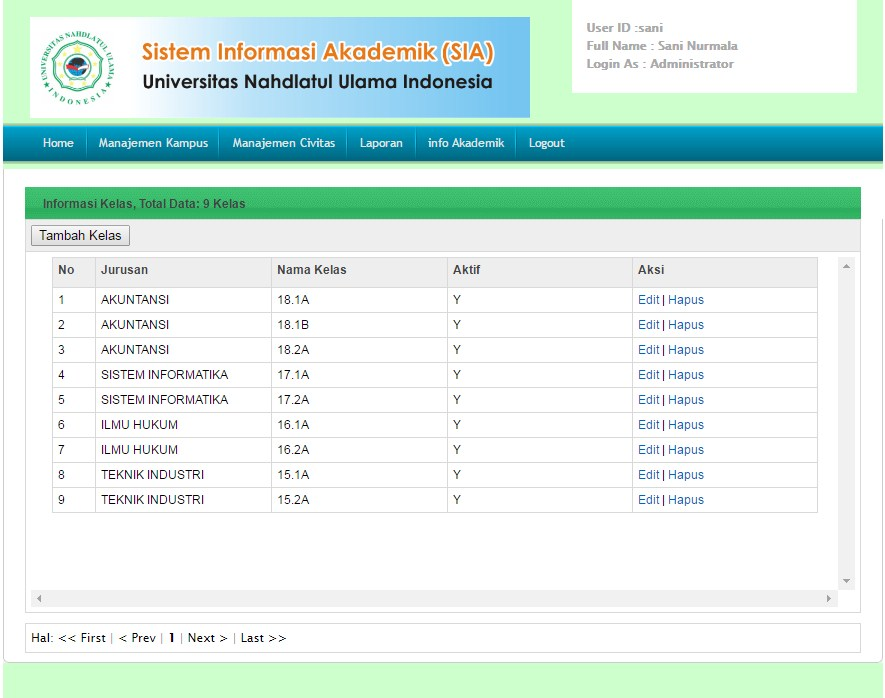 UNIVERSITAS NAHDLATUL ULAMA
INDONESIA
Sistem Informasi Akademik (SIA)
Universitas Nahdlatul Ulama Indonesia
User ID :sani
Full Name : Sani Nurmala
Login As : Administrator
Home Manajemen Kampus Manajemen Civitas Laporan info Akademik Logout
Informasi Kelas, Total Data: 9 Kelas
Tambah Kelas
No Jurusan Nama Kelas Aktif Aksi
1 AKUNTANSI 18.1A Y Edit | Hapus
2 AKUNTANSI 18.1B Y Edit | Hapus
3 AKUNTANSI 18.2A Y Edit | Hapus
4 SISTEM INFORMATIKA 17.1A Y Edit | Hapus
5 SISTEM INFORMATIKA 17.2A Y Edit | Hapus
6 ILMU HUKUM 16.1A Y Edit | Hapus
7 ILMU HUKUM 16.2A Y Edit | Hapus
8 TEKNIK INDUSTRI 15.1A Y Edit | Hapus
9 TEKNIK INDUSTRI 15.2A Y Edit | Hapus
Hal: << First | < Prev | 1 | Next > | Last >>